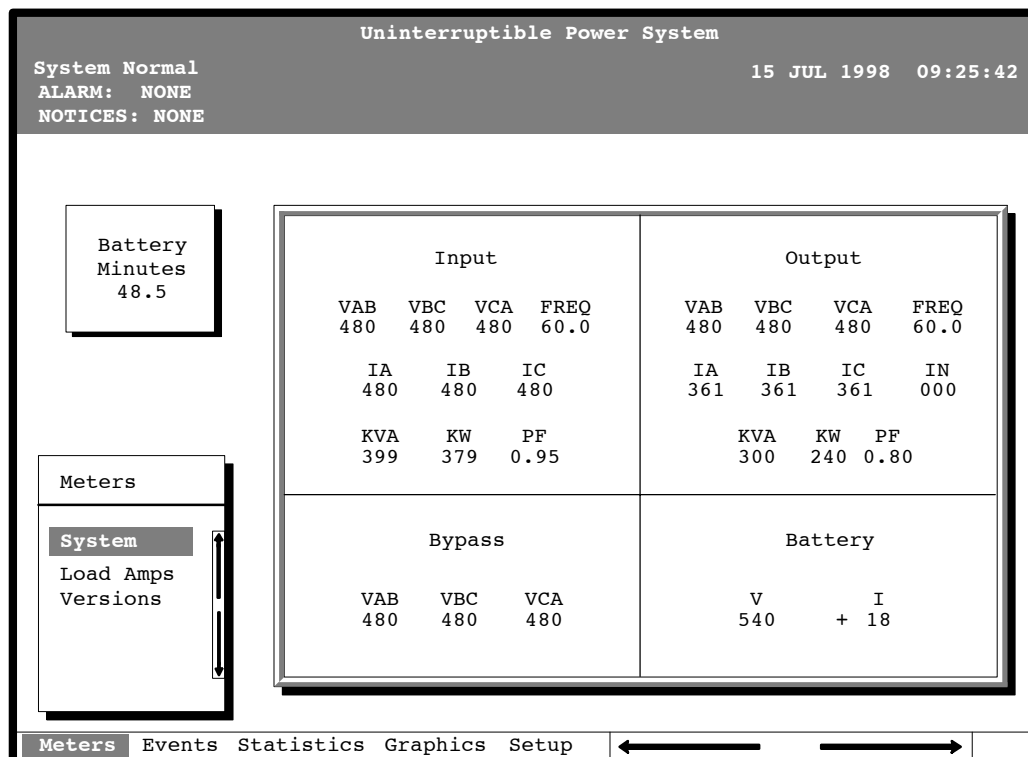 Uninterruptible Power System
System Normal
15 JUL 1998 09:25:42
ALARM: NONE
NOTICES: NONE
Battery
Minutes
48.5
Input
VAB VBC VCA FREQ
480 480 480 60.0
IA IB IC
480 480 480
KVA KW PF
399 379 0.95
Output
VAB VBC VCA FREQ
480 480 480 60.0
IA IB IC IN
361 361 361 000
KVA KW PF
300 240 0.80
Meters
System
Load Amps
Versions
Bypass
VAB VBC VCA
480 480 480
Battery
V I
540 + 18
Meters Events Statistics Graphics Setup